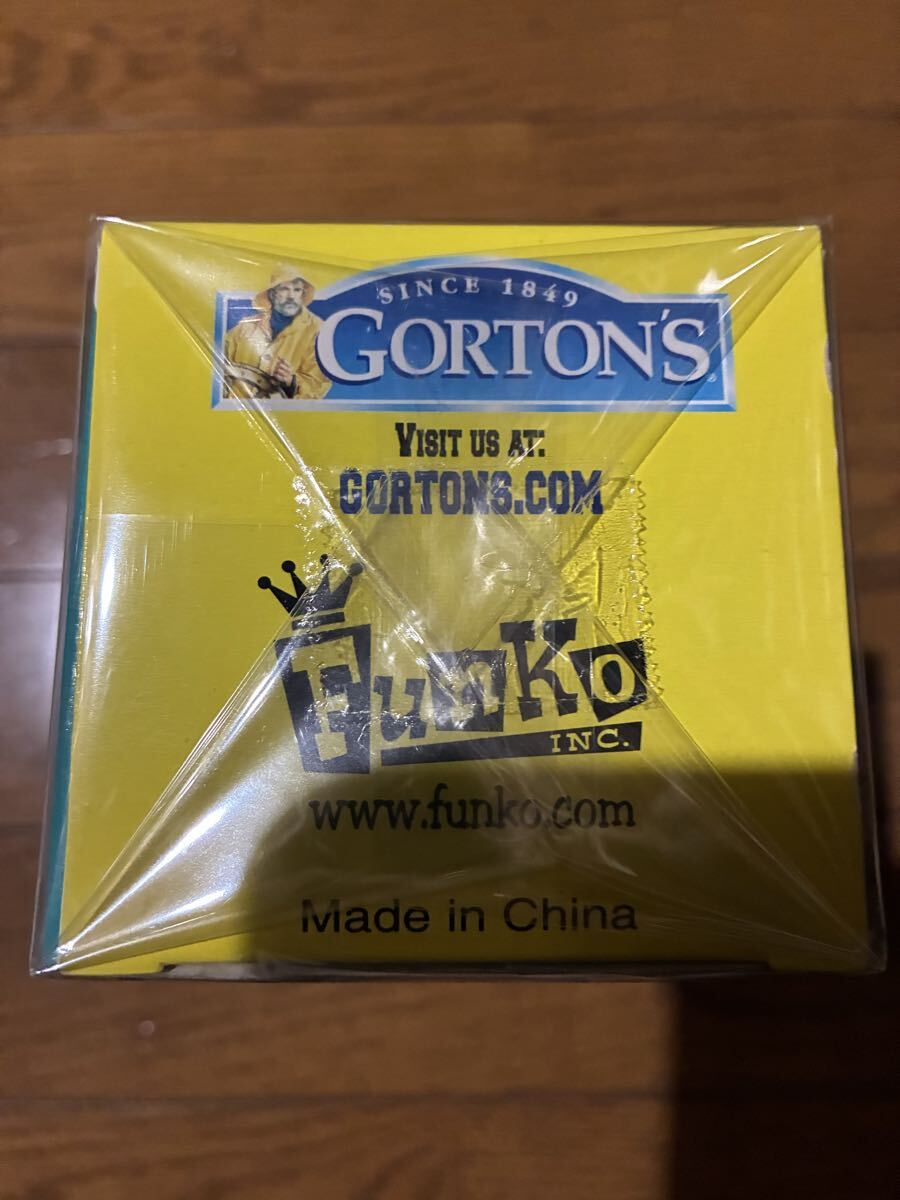 SINCE 1849
GORTON'S®
VISIT US AT:
GORTONS.COM
FunKo
INC.
www.funko.com
Made in China